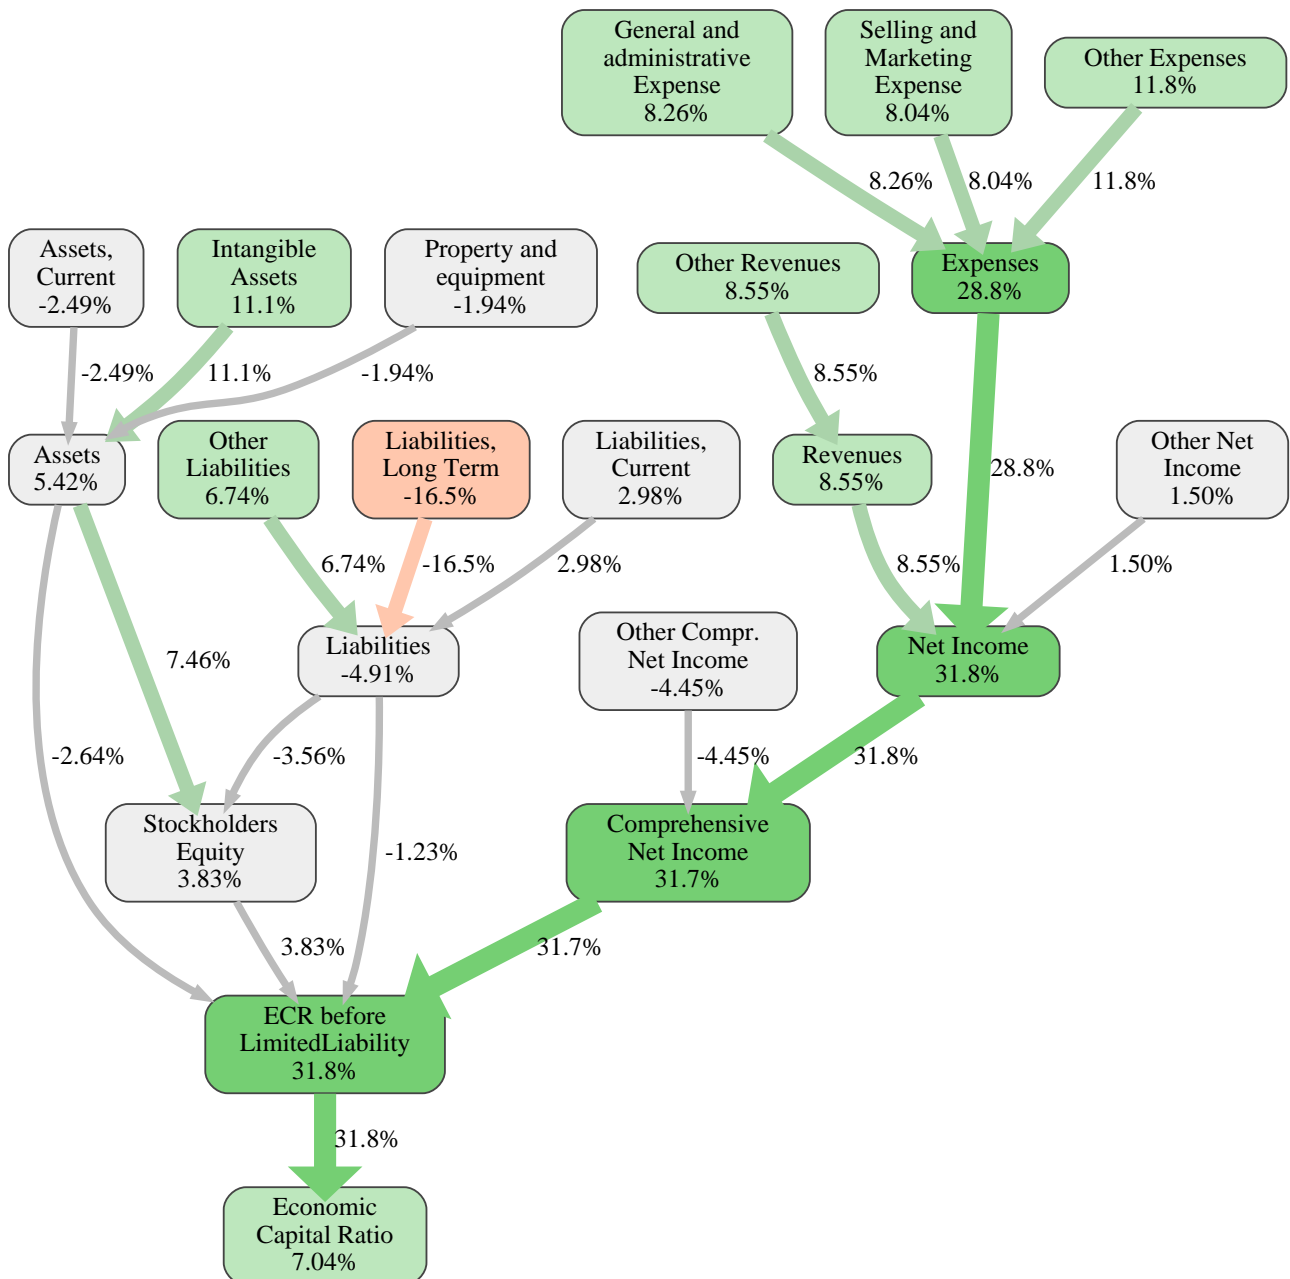 General and
administrative
Expense
8.26%
Selling and
Marketing
Expense
8.04%
Other Expenses
11.8%
8.26%
8.04%
11.8%
Assets,
Current
-2.49%
Intangible
Assets
11.1%
Property and
equipment
-1.94%
Other Revenues
8.55%
Expenses
28.8%
-2.49%
11.1%
-1.94%
8.55%
28.8%
Assets
5.42%
Other
Liabilities
6.74%
Liabilities,
Long Term
-16.5%
Liabilities,
Current
2.98%
Revenues
8.55%
Other Net
Income
1.50%
6.74%
-16.5%
2.98%
8.55%
1.50%
7.46%
Liabilities
-4.91%
Other Compr.
Net Income
-4.45%
Net Income
31.8%
-2.64%
-3.56%
-4.45%
31.8%
Stockholders
Equity
3.83%
-1.23%
Comprehensive
Net Income
31.7%
3.83%
31.7%
ECR before
LimitedLiability
31.8%
31.8%
Economic
Capital Ratio
7.04%